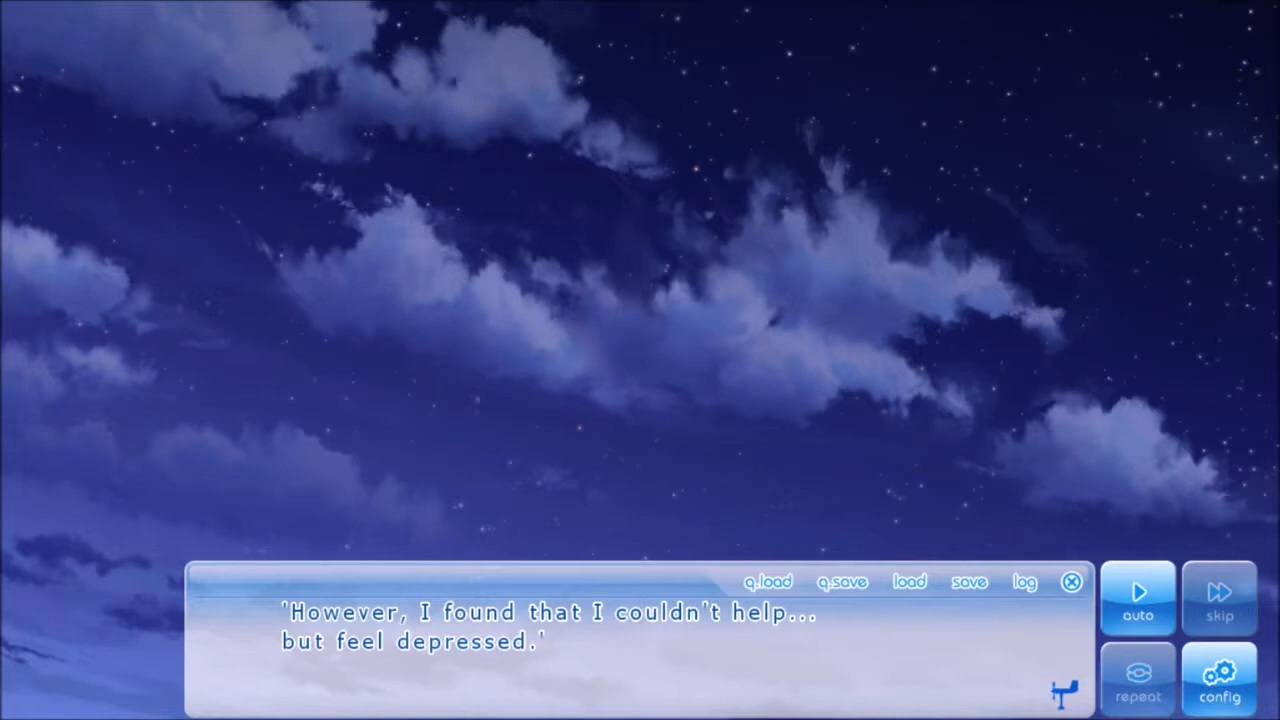 q.load q.save load save log
'However, I found that I couldn't help...
but feel depressed.'
auto
skip
repeat
config